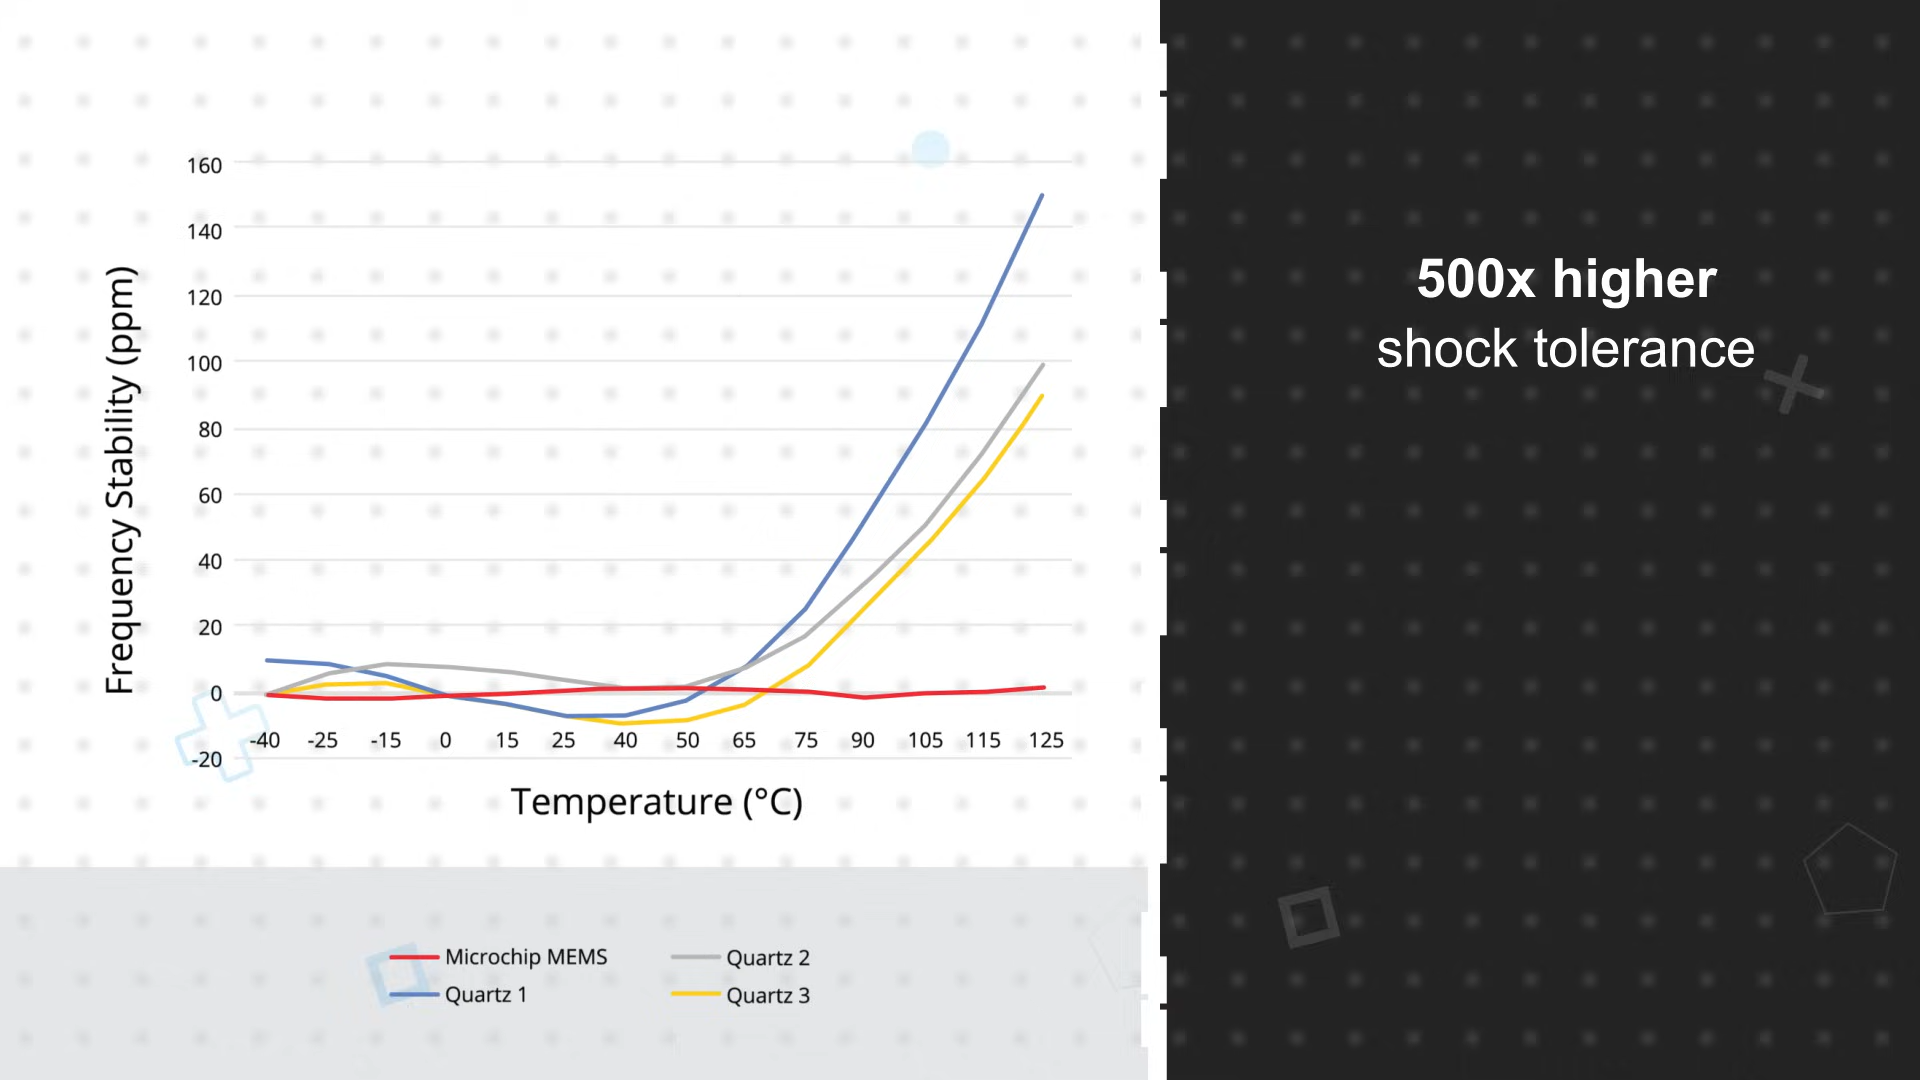 160
140
120
100
80
60
40
20
0
-20
Frequency Stability (ppm)
-40 -25 -15 0 15 25 40 50 65 75 90 105 115 125
Temperature (°C)
Microchip MEMS
Quartz 1
Quartz 2
Quartz 3
500x higher
shock tolerance